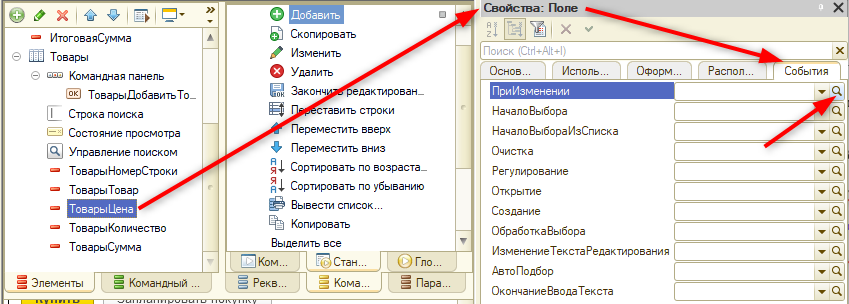 ИтоговаяСумма
Товары
Командная панель
ОК ТоварыДобавитьТо...
Строка поиска
Состояние просмотра
Управление поиском
ТоварыНомерСтроки
ТоварыТовар
ТоварыЦена
ТоварыКоличество
ТоварыСумма
Элементы
Командный ...
Добавить
Скопировать
Изменить
Удалить
Закончить редактирован...
Переставить строки
Переместить вверх
Переместить вниз
Сортировать по возраста...
Сортировать по убыванию
Вывести список...
Копировать
Выделить все
Ком...
Стан...
Гло...
Рекв...
Кома...
Пара...
Свойства: Поле
Поиск (Ctrl+Alt+I)
Основ...
Исполь...
Оформ...
Распол...
События
ПриИзменении
НачалоВыбора
НачалоВыбораИзСписка
Очистка
Регулирование
Открытие
Создание
ОбработкаВыбора
ИзменениеТекстаРедактирования
АвтоПодбор
ОкончаниеВводаТекста
Купить
Запланировать покупку